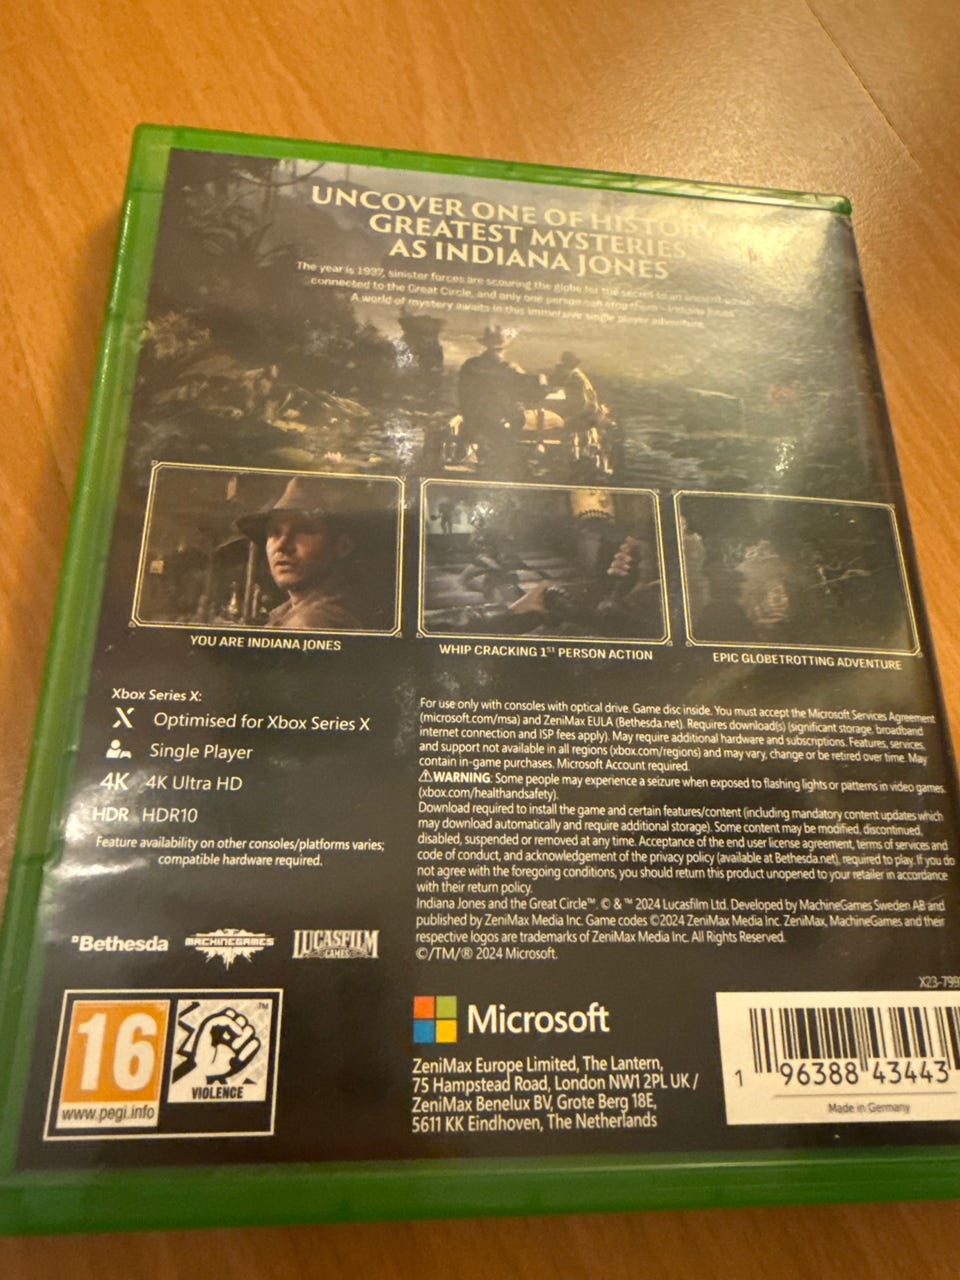 UNCOVER ONE OF HISTORY
GREATEST MYSTERIES
AS INDIANA JONES
The year is 1937, sinister forces are scouring the globe for the secret to an ancient
connected to the Great Circle, and only one person can stop them - Indiana Jones.
A world of mystery awaits in this immersive single player adventure.
YOU ARE INDIANA JONES
WHIP CRACKING 1ST PERSON ACTION
EPIC GLOBETROTTING ADVENTURE
Xbox Series X:
Optimised for Xbox Series X
Single Player
4K 4K Ultra HD
HDR HDR10
Feature availability on other consoles/platforms varies;
compatible hardware required.
For use only with consoles with optical drive. Game disc inside. You must accept the Microsoft Services Agreement
(microsoft.com/msa) and ZeniMax EULA (Bethesda.net). Requires download(s) (significant storage, broadband
internet connection and ISP fees apply). May require additional hardware and subscriptions. Features, services,
and support not available in all regions (xbox.com/regions) and may vary, change or be retired over time. May
contain in-game purchases. Microsoft Account required.
⚠WARNING: Some people may experience a seizure when exposed to flashing lights or patterns in video games.
(xbox.com/healthandsafety).
Download required to install the game and certain features/content (including mandatory content updates which
may download automatically and require additional storage). Some content may be modified, discontinued,
disabled, suspended or removed at any time. Acceptance of the end user license agreement, terms of services and
code of conduct, and acknowledgement of the privacy policy (available at Bethesda.net), required to play. If you do
not agree with the foregoing conditions, you should return this product unopened to your retailer in accordance
with their return policy.
Indiana Jones and the Great Circle™. © & ™ 2024 Lucasfilm Ltd. Developed by MachineGames Sweden AB and
published by ZeniMax Media Inc. Game codes ©2024 ZeniMax Media Inc. ZeniMax, MachineGames and their
respective logos are trademarks of ZeniMax Media Inc. All Rights Reserved.
©/TM/® 2024 Microsoft.
Bethesda
MACHINEGAMES
LUCASFILM
GAMES
X23-799
16
www.pegi.info
VIOLENCE
TM
Microsoft
ZeniMax Europe Limited, The Lantern,
75 Hampstead Road, London NW1 2PL UK /
ZeniMax Benelux BV, Grote Berg 18E,
5611 KK Eindhoven, The Netherlands
1 96388 43443
Made in Germany